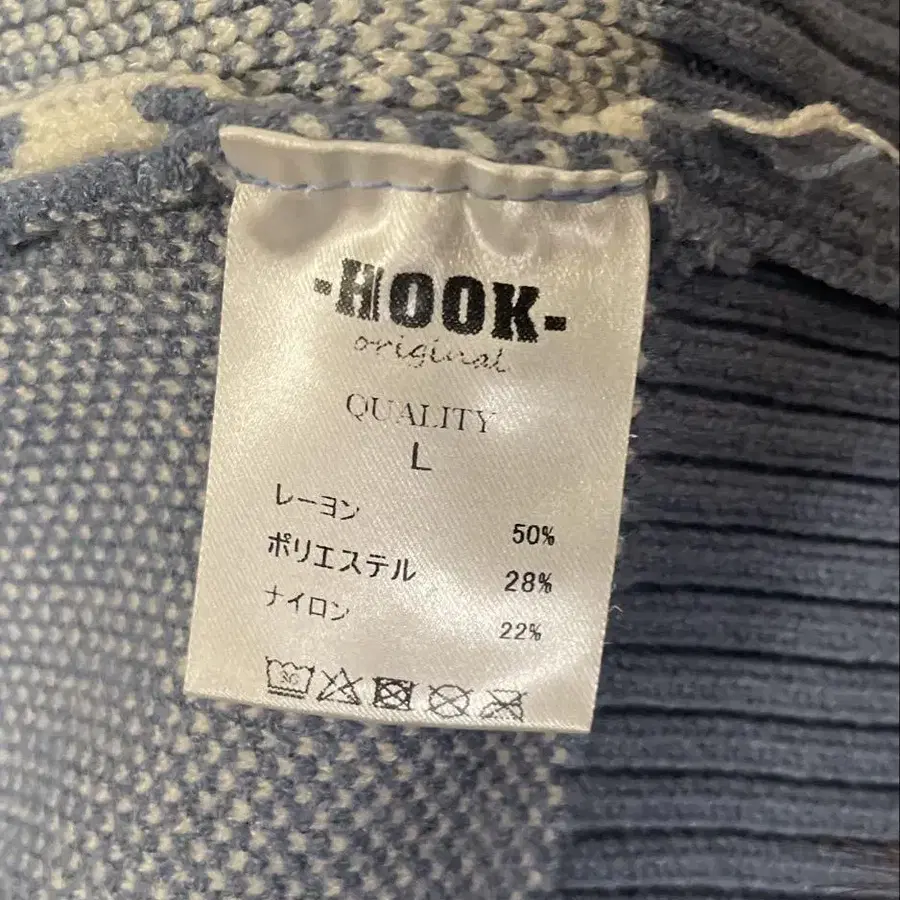 -HOOK-
original
QUALITY
L
レーヨン 50%
ポリエステル 28%
ナイロン 22%
30